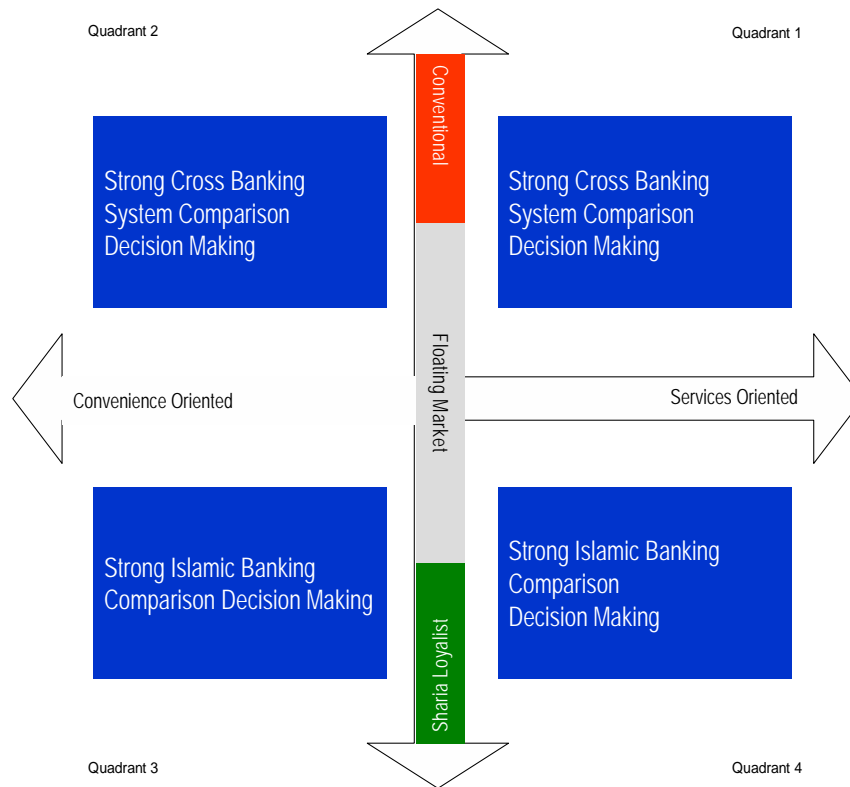 Quadrant 2
Quadrant 1
Conventional
Strong Cross Banking
System Comparison
Decision Making
Strong Cross Banking
System Comparison
Decision Making
Floating Market
Convenience Oriented
Services Oriented
Strong Islamic Banking
Comparison Decision Making
Strong Islamic Banking
Comparison
Decision Making
Sharia Loyalist
Quadrant 3
Quadrant 4